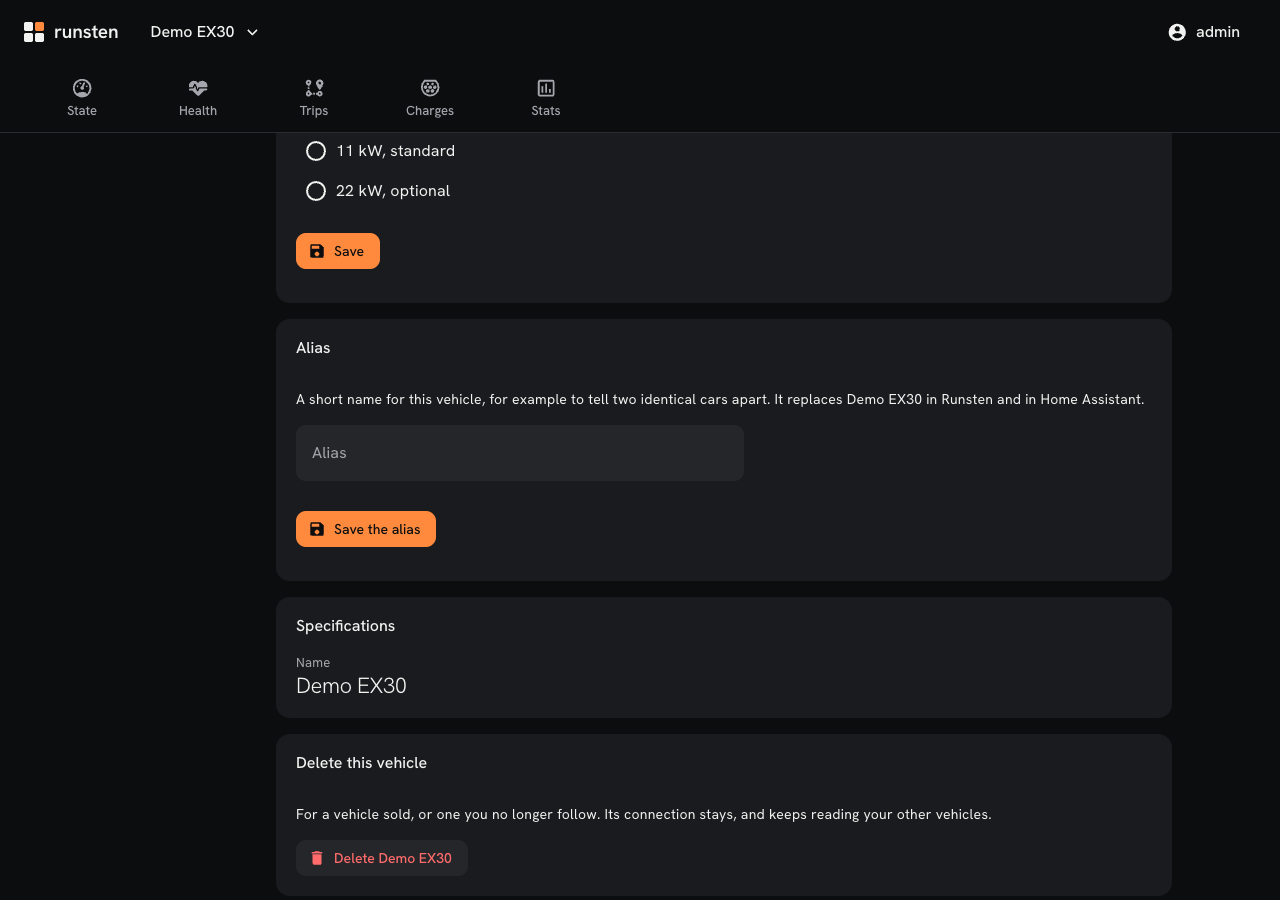 runsten
Demo EX30
admin
State
Health
Trips
Charges
Stats
11 kW, standard
22 kW, optional
Save
Alias
A short name for this vehicle, for example to tell two identical cars apart. It replaces Demo EX30 in Runsten and in Home Assistant.
Alias
Save the alias
Specifications
Name
Demo EX30
Delete this vehicle
For a vehicle sold, or one you no longer follow. Its connection stays, and keeps reading your other vehicles.
Delete Demo EX30